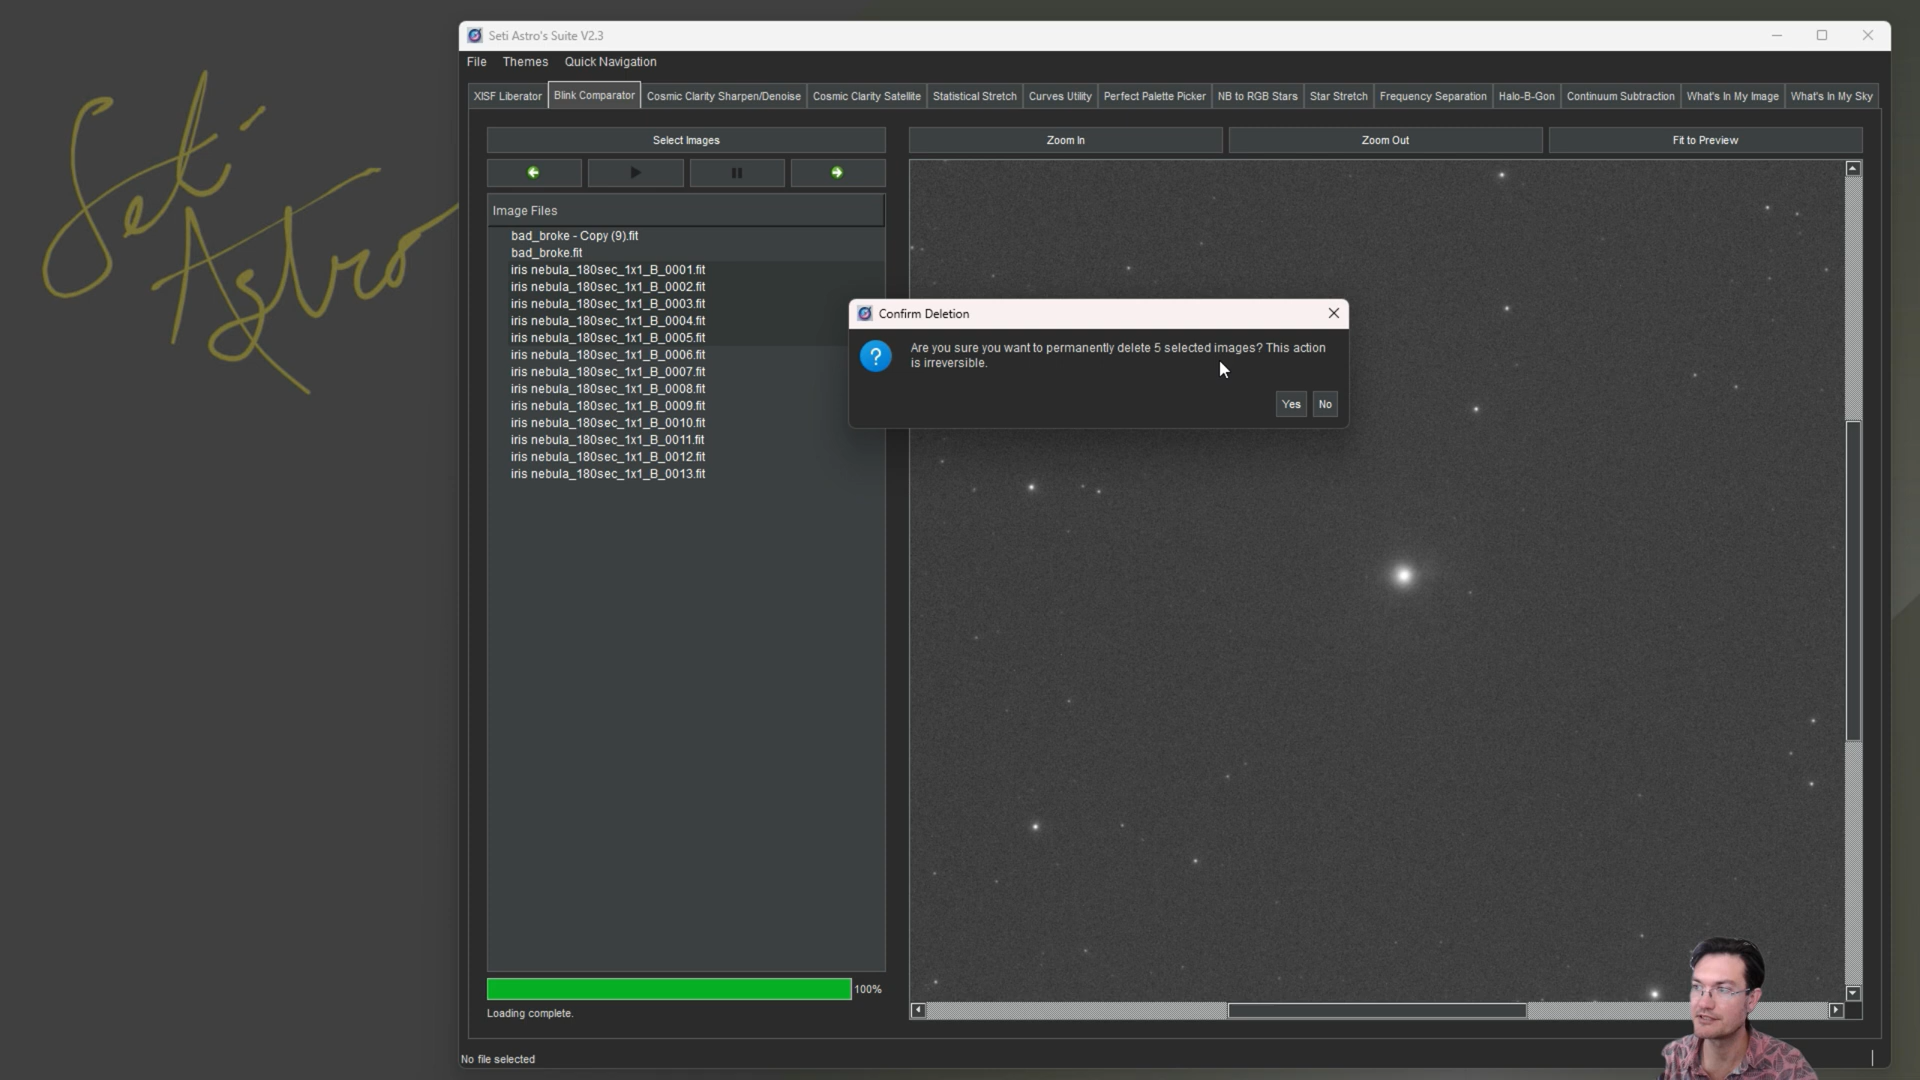 Seti Astro
Seti Astro's Suite V2.3
File Themes Quick Navigation
XISF Liberator Blink Comparator Cosmic Clarity Sharpen/Denoise Cosmic Clarity Satellite Statistical Stretch Curves Utility Perfect Palette Picker NB to RGB Stars Star Stretch Frequency Separation Halo-B-Gon Continuum Subtraction What's In My Image What's In My Sky
Select Images Zoom In Zoom Out Fit to Preview
Image Files
bad_broke - Copy (9).fit
bad_broke.fit
iris nebula_180sec_1x1_B_0001.fit
iris nebula_180sec_1x1_B_0002.fit
iris nebula_180sec_1x1_B_0003.fit
iris nebula_180sec_1x1_B_0004.fit
iris nebula_180sec_1x1_B_0005.fit
iris nebula_180sec_1x1_B_0006.fit
iris nebula_180sec_1x1_B_0007.fit
iris nebula_180sec_1x1_B_0008.fit
iris nebula_180sec_1x1_B_0009.fit
iris nebula_180sec_1x1_B_0010.fit
iris nebula_180sec_1x1_B_0011.fit
iris nebula_180sec_1x1_B_0012.fit
iris nebula_180sec_1x1_B_0013.fit
Confirm Deletion
Are you sure you want to permanently delete 5 selected images? This action
is irreversible.
Yes No
100%
Loading complete.
No file selected